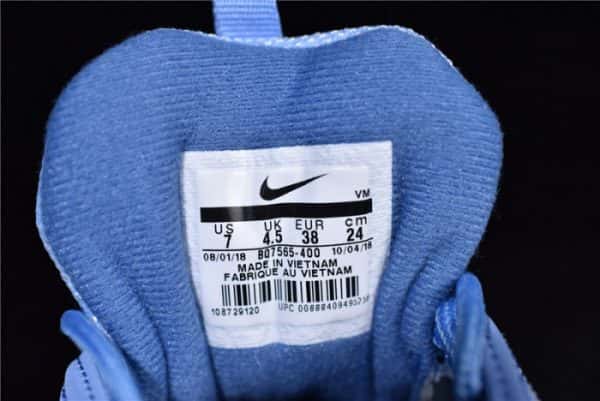 VM
US UK EUR cm
7 4.5 38 24
08/01/18 BQ7565-400 10/04/18
MADE IN VIETNAM
FABRIQUE AU VIETNAM
108729120 UPC